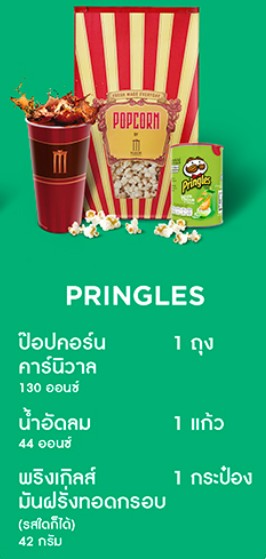 FRESH MADE EVERYDAY
POPCORN
Pringles
PRINGLES
ป๊อปคอร์น 1 ถุง
คาร์นิวาล
130 ออนซ์
น้ำอัดลม 1 แก้ว
44 ออนซ์
พริงเกิลส์ 1 กระป๋อง
มันฝรั่งทอดกรอบ
(รสใดก็ได้)
42 กรัม